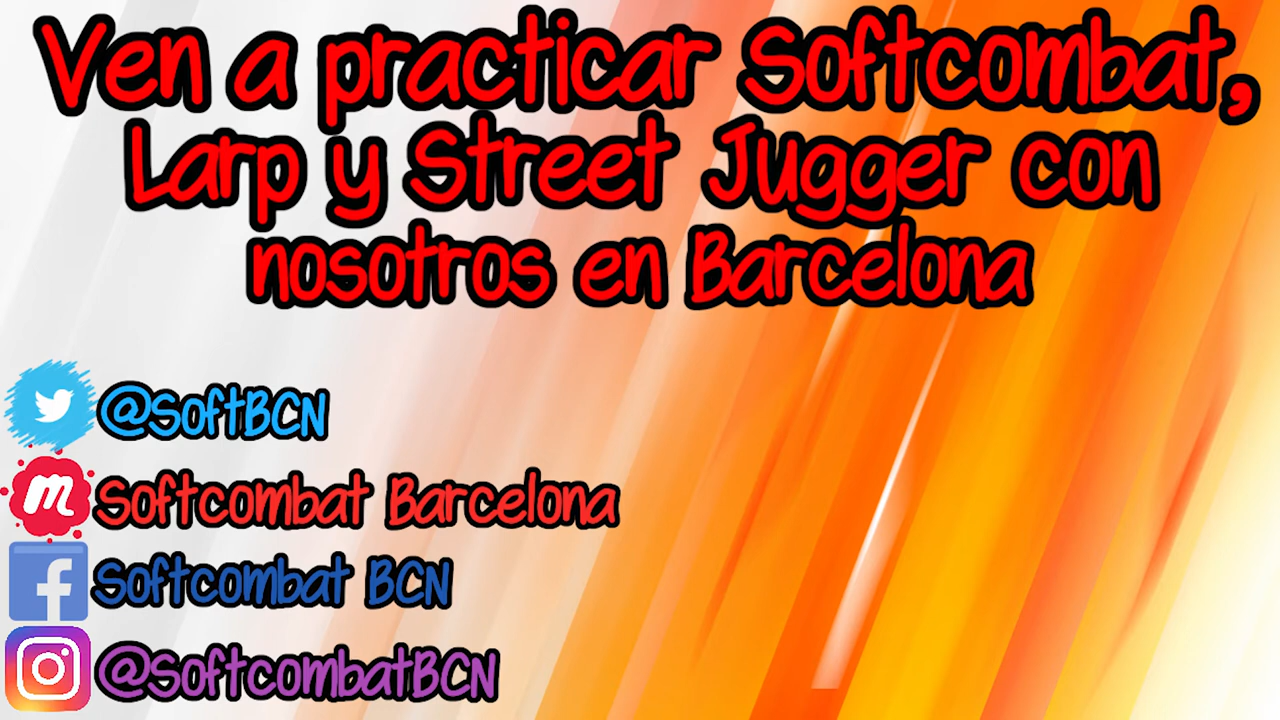 Ven a practicar Softcombat,
Larp y Street Jugger con
nosotros en Barcelona
@SoftBCN
Softcombat Barcelona
Softcombat BCN
@SoftcombatBCN